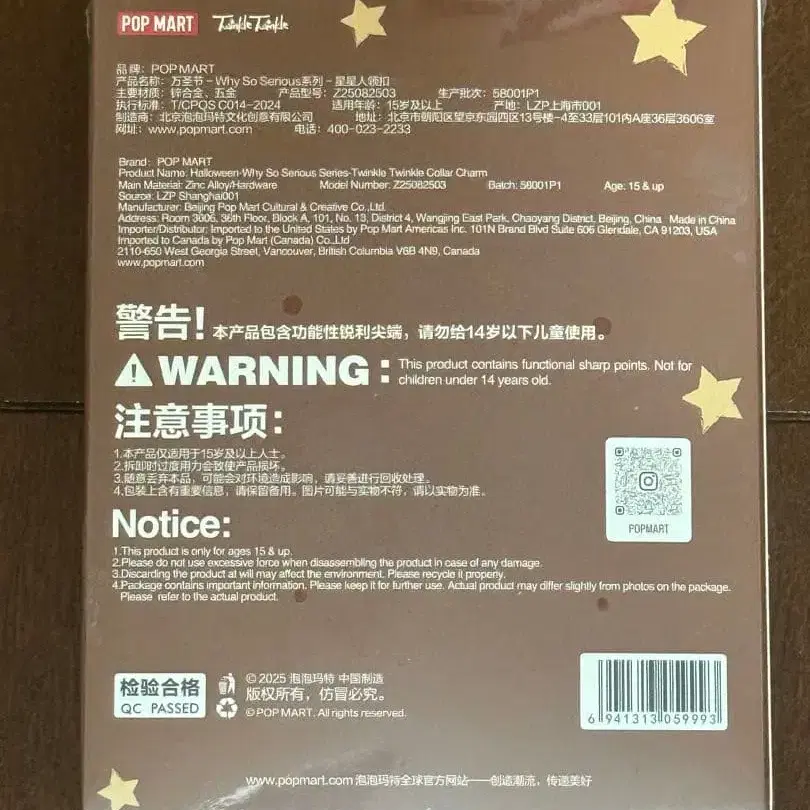 POP MART Twinkle Twinkle
品牌：POP MART
产品名称：万圣节-Why So Serious系列-星星人领扣
主要材质：锌合金、五金 产品型号：Z25082503 生产批次：58001P1
执行标准：T/CPQS C014-2024 适用年龄：15岁及以上 产地：LZP上海市001
制造商：北京泡泡玛特文化创意有限公司 地址：北京市朝阳区望京东园四区13号楼-4至33层101内A座36层3606室
网址：www.popmart.com 电话：400-023-2233
Brand: POP MART
Product Name: Halloween-Why So Serious Series-Twinkle Twinkle Collar Charm
Main Material: Zinc Alloy/Hardware Model Number: Z25082503 Batch: 58001P1 Age: 15 & up
Source: LZP Shanghai001
Manufacturer: Beijing Pop Mart Cultural & Creative Co.,Ltd.
Address: Room 3606, 36th Floor, Block A, 101, No. 13, District 4, Wangjing East Park, Chaoyang District, Beijing, China Made in China
Importer/Distributor: Imported to the United States by Pop Mart Americas Inc. 101N Brand Blvd Suite 606 Glendale, CA 91203, USA
Imported to Canada by Pop Mart (Canada) Co.,Ltd
2110-650 West Georgia Street, Vancouver, British Columbia V6B 4N9, Canada
www.popmart.com
警告！本产品包含功能性锐利尖端，请勿给14岁以下儿童使用。
WARNING: This product contains functional sharp points. Not for
children under 14 years old.
注意事项：
1.本产品仅适用于15岁及以上人士。
2.拆卸时过度用力会致使产品损坏。
3.随意丢弃本品，可能会对环境造成影响，请妥善进行回收处理。
4.包装上含有重要信息，请保留备用。图片可能与实物不符，请以实物为准。
POPMART
Notice:
1.This product is only for ages 15 & up.
2.Please do not use excessive force when disassembling the product in case of any damage.
3.Discarding the product at will may affect the environment. Please recycle it properly.
4.Package contains important information. Please keep it for further use. Actual product may differ slightly from photos on the package.
Please refer to the actual product.
检验合格
QC PASSED
© 2025 泡泡玛特 中国制造
版权所有，仿冒必究。
© POP MART. All rights reserved.
6 941313 059993
www.popmart.com 泡泡玛特全球官方网站——创造潮流，传递美好